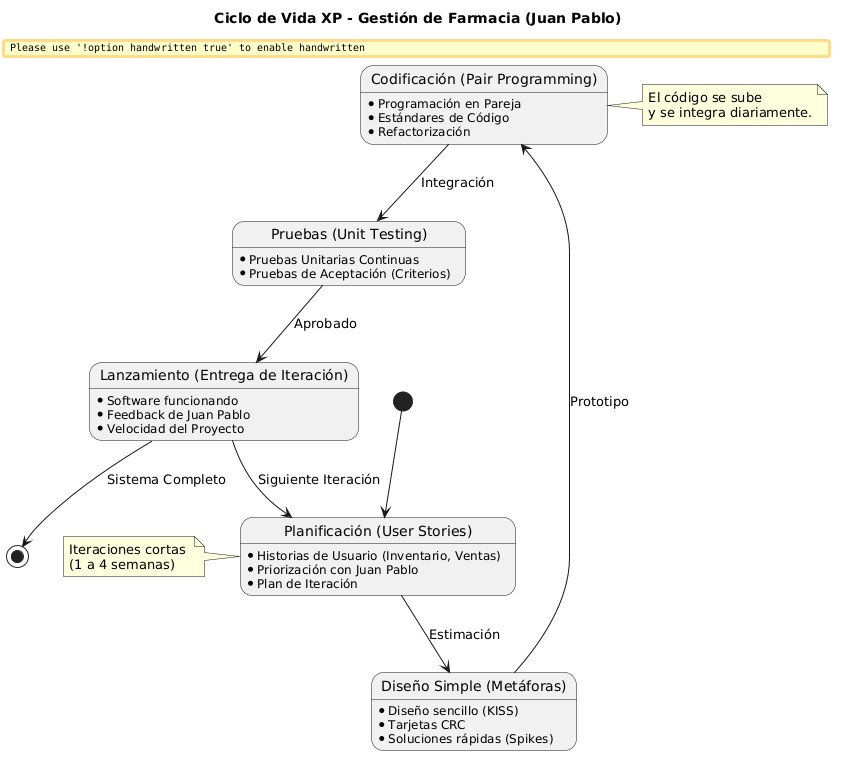 Ciclo de Vida XP - Gestión de Farmacia (Juan Pablo)
Please use '!option handwritten true' to enable handwritten
Codificación (Pair Programming)
Programación en Pareja
Estándares de Código
Refactorización
El código se sube
y se integra diariamente.
Integración
Pruebas (Unit Testing)
Pruebas Unitarias Continuas
Pruebas de Aceptación (Criterios)
Aprobado
Lanzamiento (Entrega de Iteración)
Software funcionando
Feedback de Juan Pablo
Velocidad del Proyecto
Prototipo
Sistema Completo
Siguiente Iteración
Planificación (User Stories)
Historias de Usuario (Inventario, Ventas)
Priorización con Juan Pablo
Plan de Iteración
Iteraciones cortas
(1 a 4 semanas)
Estimación
Diseño Simple (Metáforas)
Diseño sencillo (KISS)
Tarjetas CRC
Soluciones rápidas (Spikes)